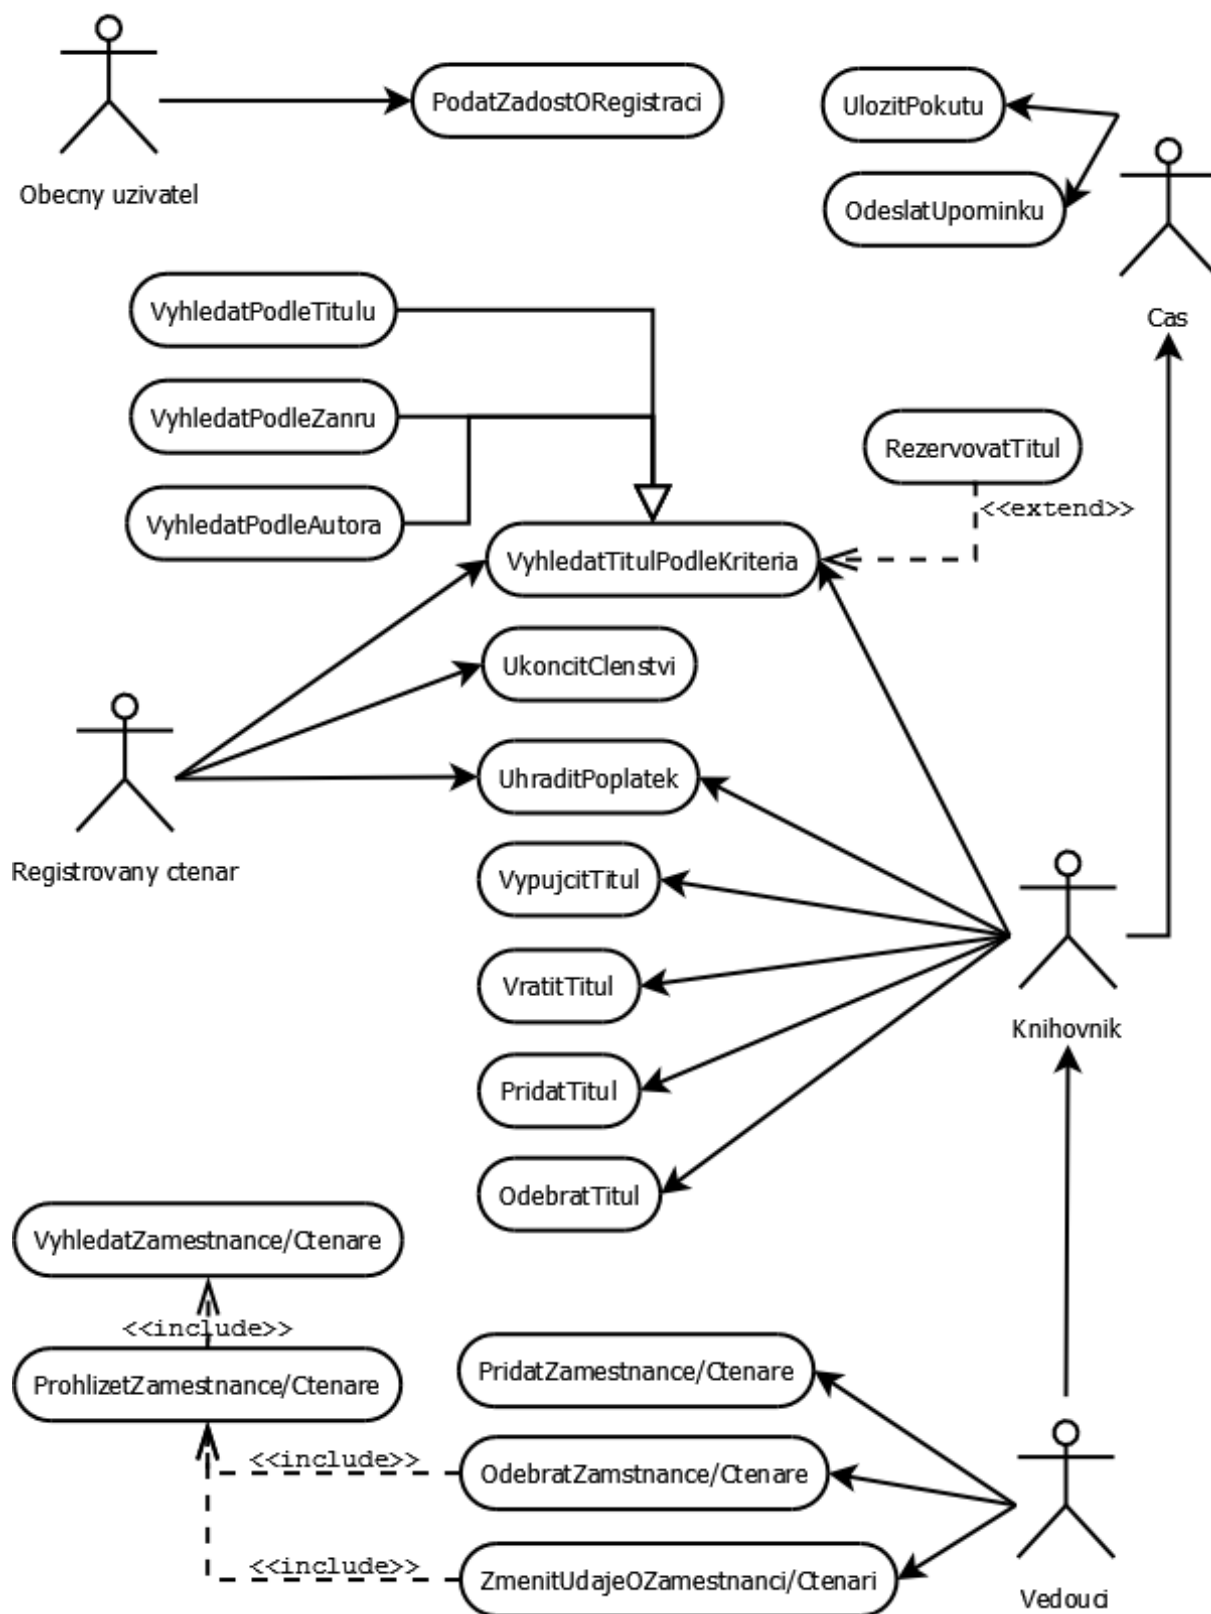 PodatZadostORegistraci
UlozitPokutu
Obecny uzivatel
OdeslatUpominku
VyhledatPodleTitulu
Cas
VyhledatPodleZanru
RezervovatTitul
<<extend>>
VyhledatPodleAutora
VyhledatTitulPodleKriteria
UkoncitClenstvi
UhraditPoplatek
Registrovany ctenar
VypujcitTitul
VratitTitul
Knihovnik
PridatTitul
OdebratTitul
VyhledatZamestnance/Ctenare
<<include>>
ProhlizetZamestnance/Ctenare
PridatZamestnance/Ctenare
<<include>>
OdebratZamstnance/Ctenare
<<include>>
ZmenitUdajeOZamestnanci/Ctenari
Vedouci